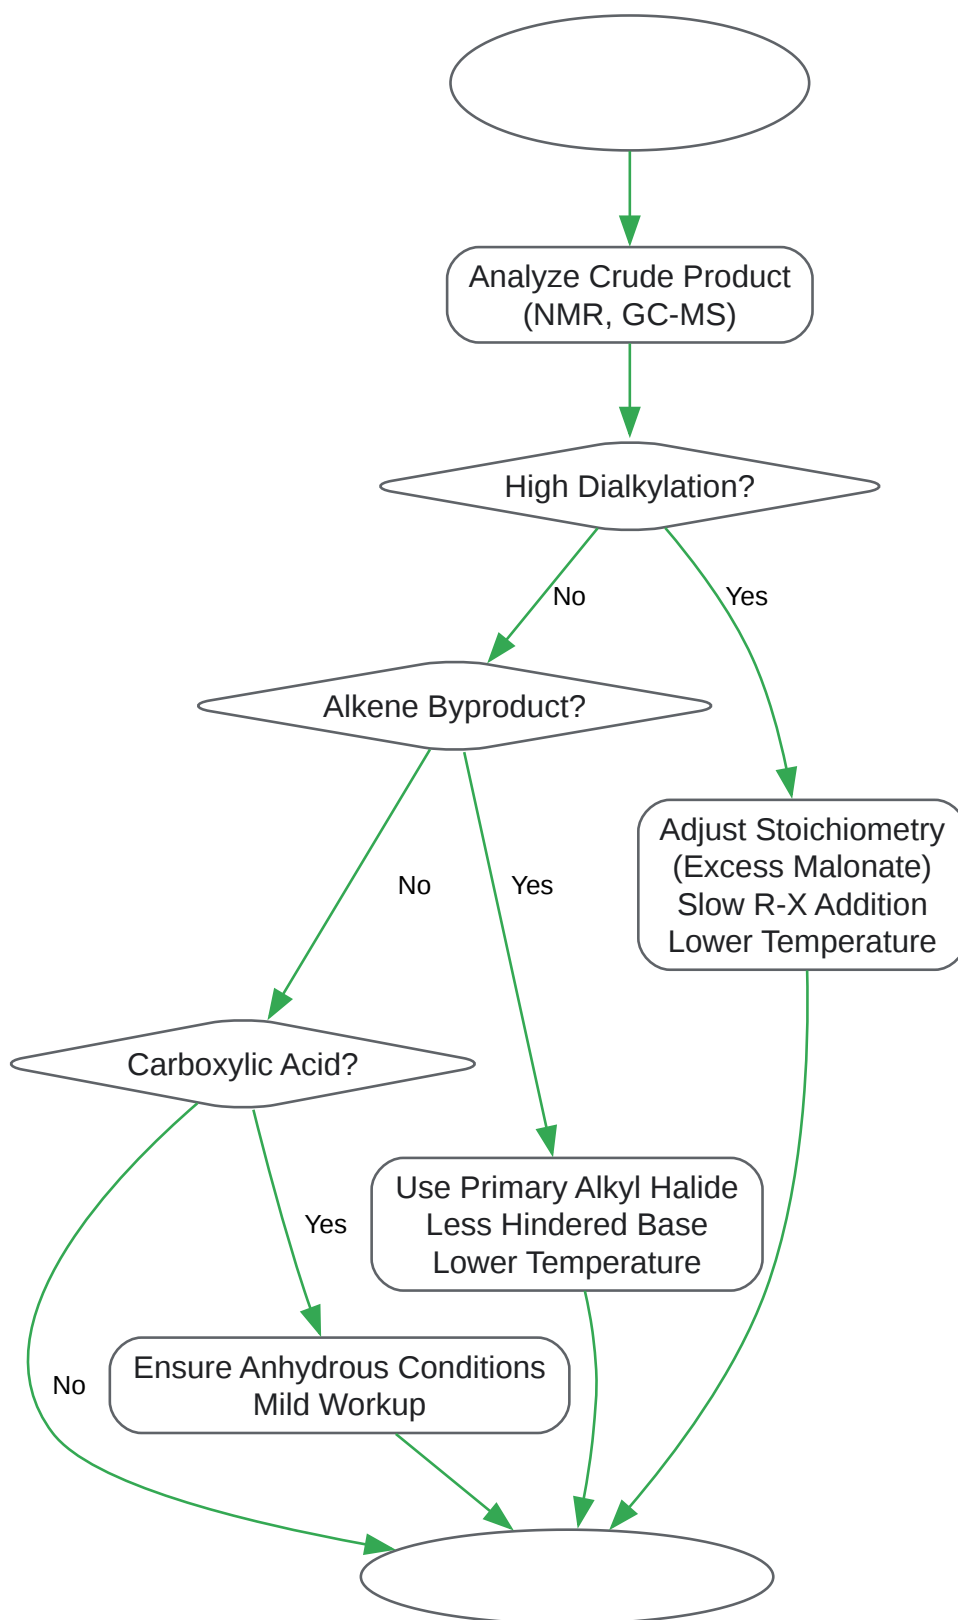 Analyze Crude Product
(NMR, GC-MS)
High Dialkylation?
No
Yes
Alkene Byproduct?
Adjust Stoichiometry
(Excess Malonate)
Slow R-X Addition
Lower Temperature
No
Yes
Carboxylic Acid?
Use Primary Alkyl Halide
Less Hindered Base
Lower Temperature
Yes
Ensure Anhydrous Conditions
Mild Workup
No